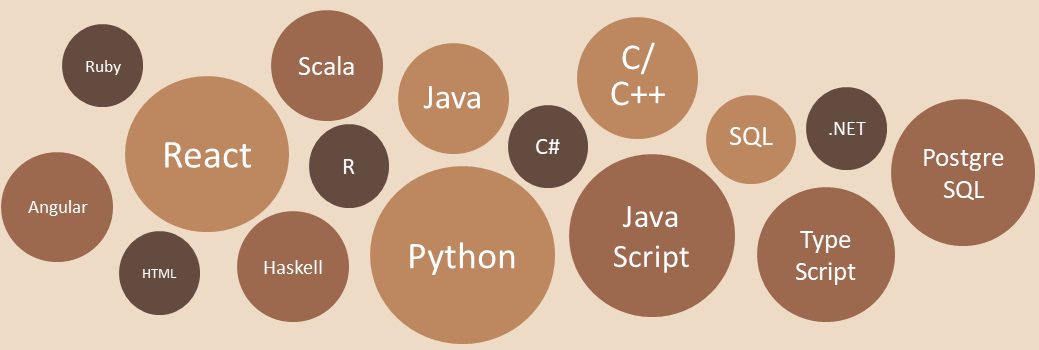 Ruby
Scala
Java
C/
C++
React
R
C#
SQL
.NET
Postgre
SQL
Angular
HTML
Haskell
Python
Java
Script
Type
Script